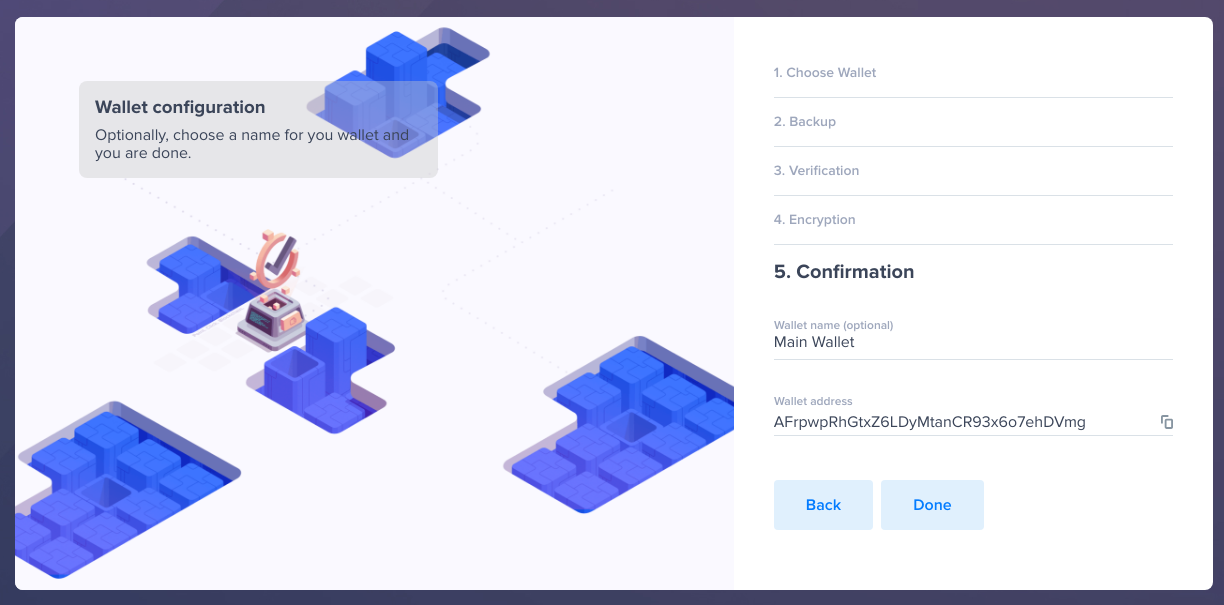 Wallet configuration
Optionally, choose a name for you wallet and
you are done.
1. Choose Wallet
2. Backup
3. Verification
4. Encryption
5. Confirmation
Wallet name (optional)
Main Wallet
Wallet address
AFrpwpRhGtxZ6LDyMtanCR93x6o7ehDVmg
Back
Done